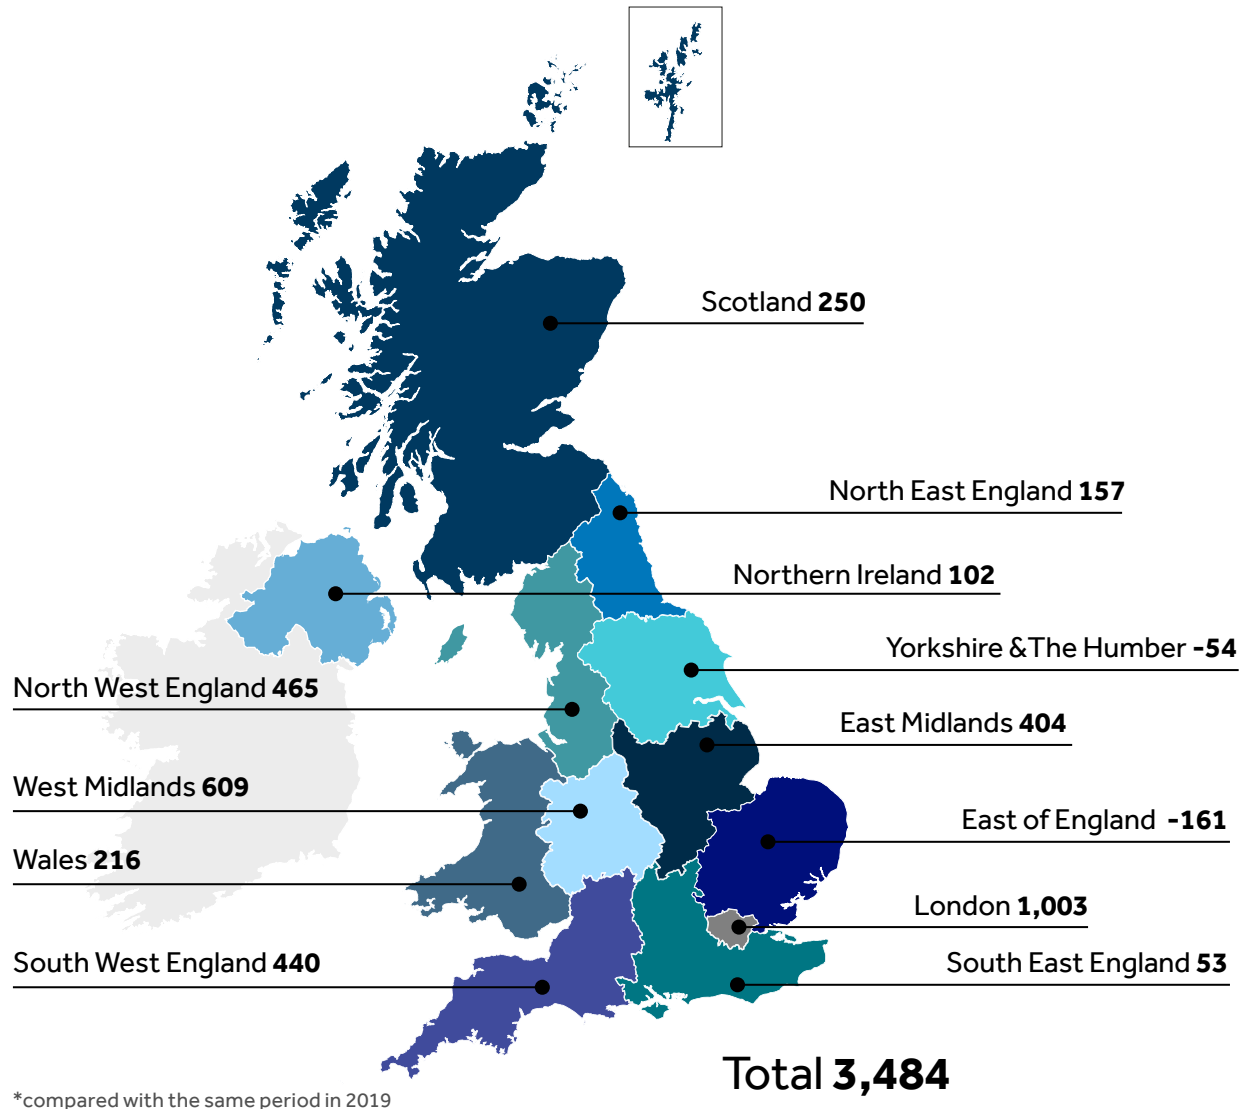 Scotland 250
North East England 157
Northern Ireland 102
Yorkshire & The Humber -54
North West England 465
East Midlands 404
West Midlands 609
East of England -161
Wales 216
London 1,003
South West England 440
South East England 53
Total 3,484
*compared with the same period in 2019